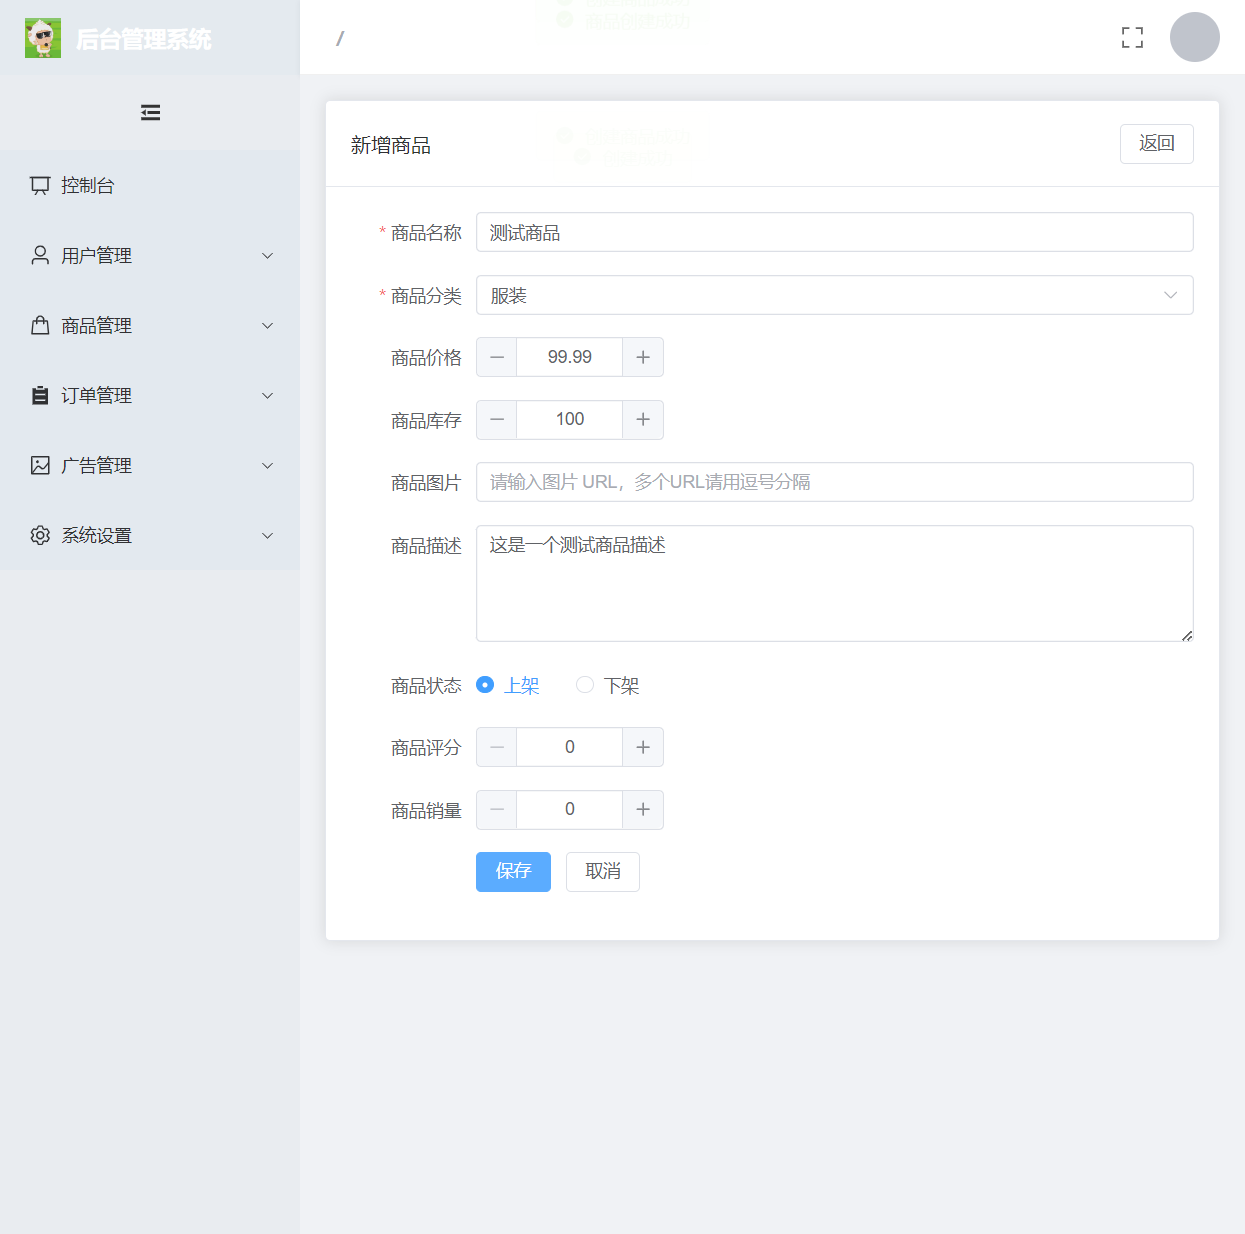 后台管理系统
/
商品创建成功
新增商品
返回
控制台
用户管理
商品管理
订单管理
广告管理
系统设置
* 商品名称 测试商品
* 商品分类 服装
商品价格 99.99
商品库存 100
商品图片 请输入图片 URL，多个URL请用逗号分隔
商品描述 这是一个测试商品描述
商品状态 上架 下架
商品评分 0
商品销量 0
保存 取消